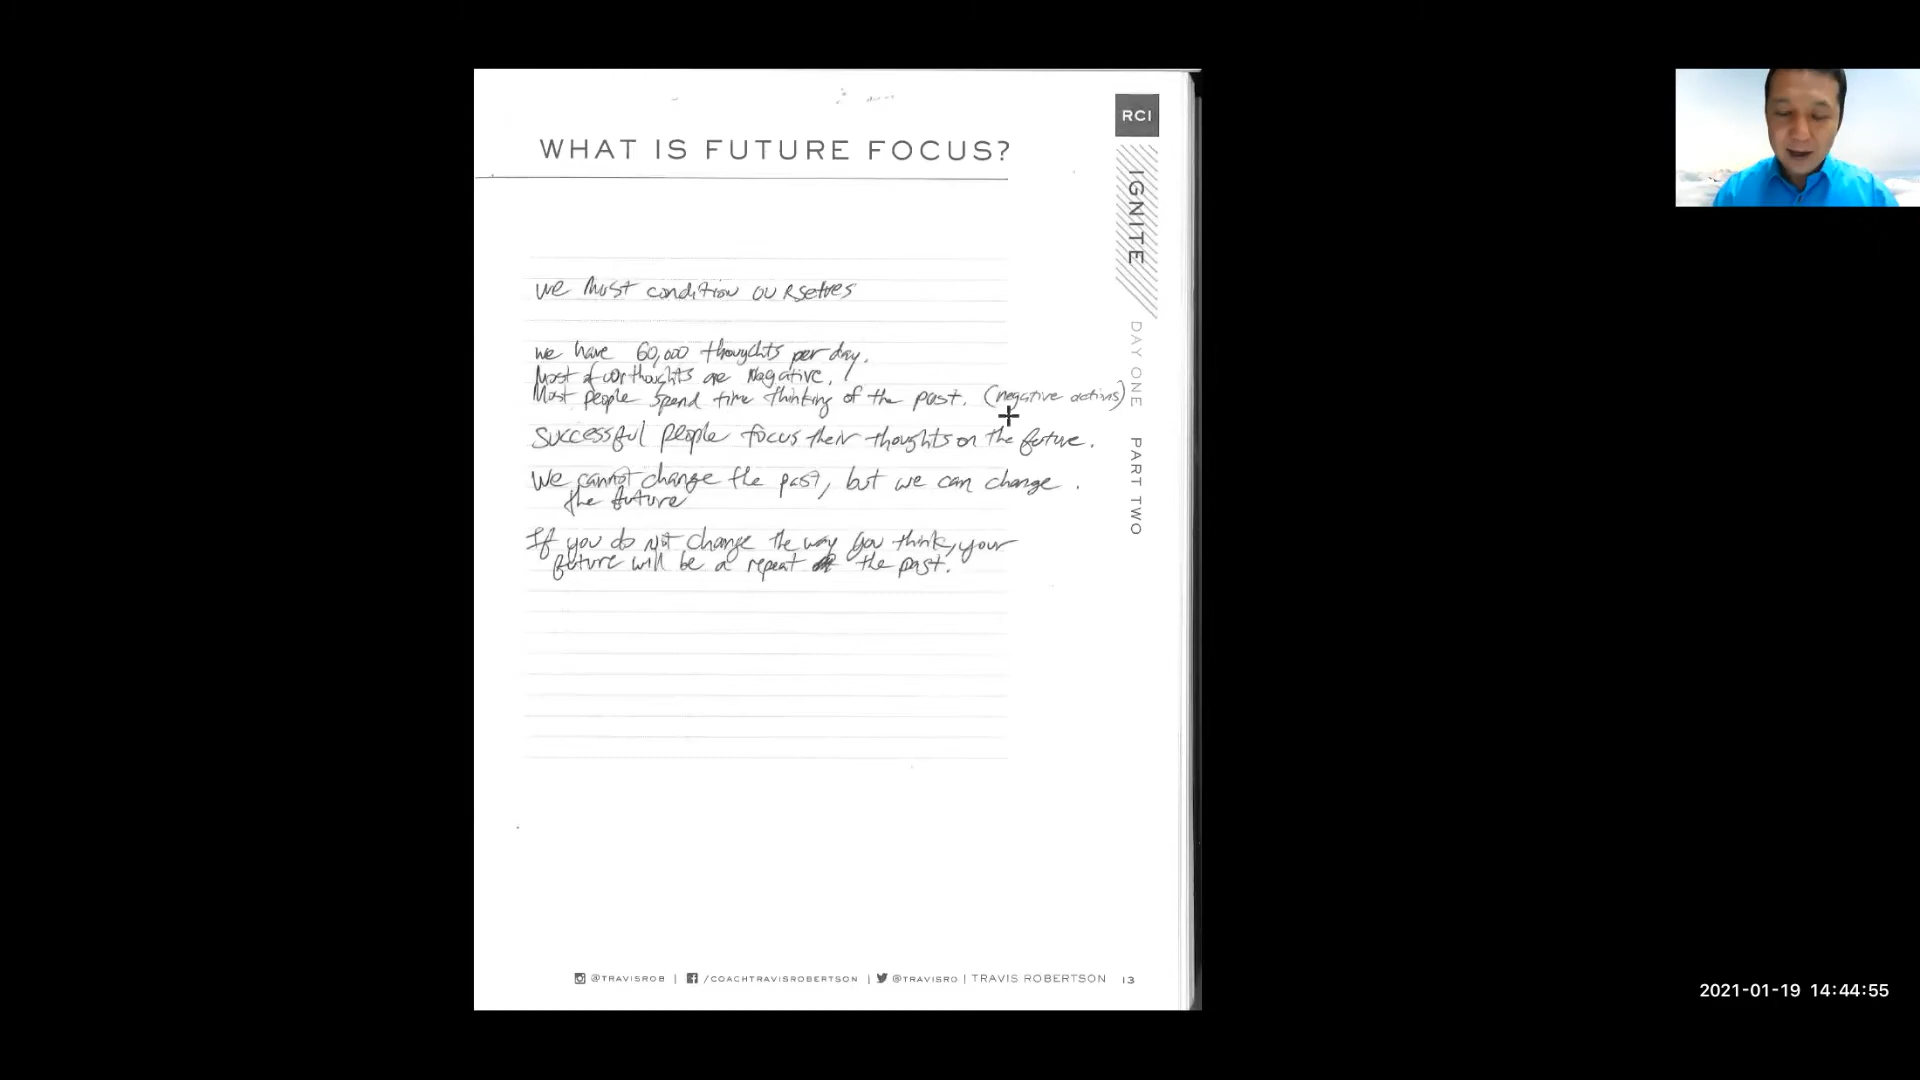 WHAT IS FUTURE FOCUS?
RCI
IGNITE
DAY ONE PART TWO
we must condition ourselves
we have 60,000 thoughts per day.
Most of our thoughts are Negative.
Most people spend time thinking of the past. (negative actions)
Successful people focus their thoughts on the future.
We cannot change the past, but we can change .
the future
If you do not change the way you think, your
future will be a repeat of the past.
@TRAVISROB | /COACHTRAVISROBERTSON | @TRAVISRO | TRAVIS ROBERTSON 13
2021-01-19 14:44:55